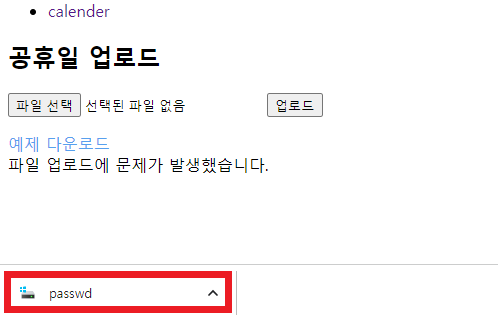 calender
공휴일 업로드
파일 선택 선택된 파일 없음 업로드
예제 다운로드
파일 업로드에 문제가 발생했습니다.
passwd